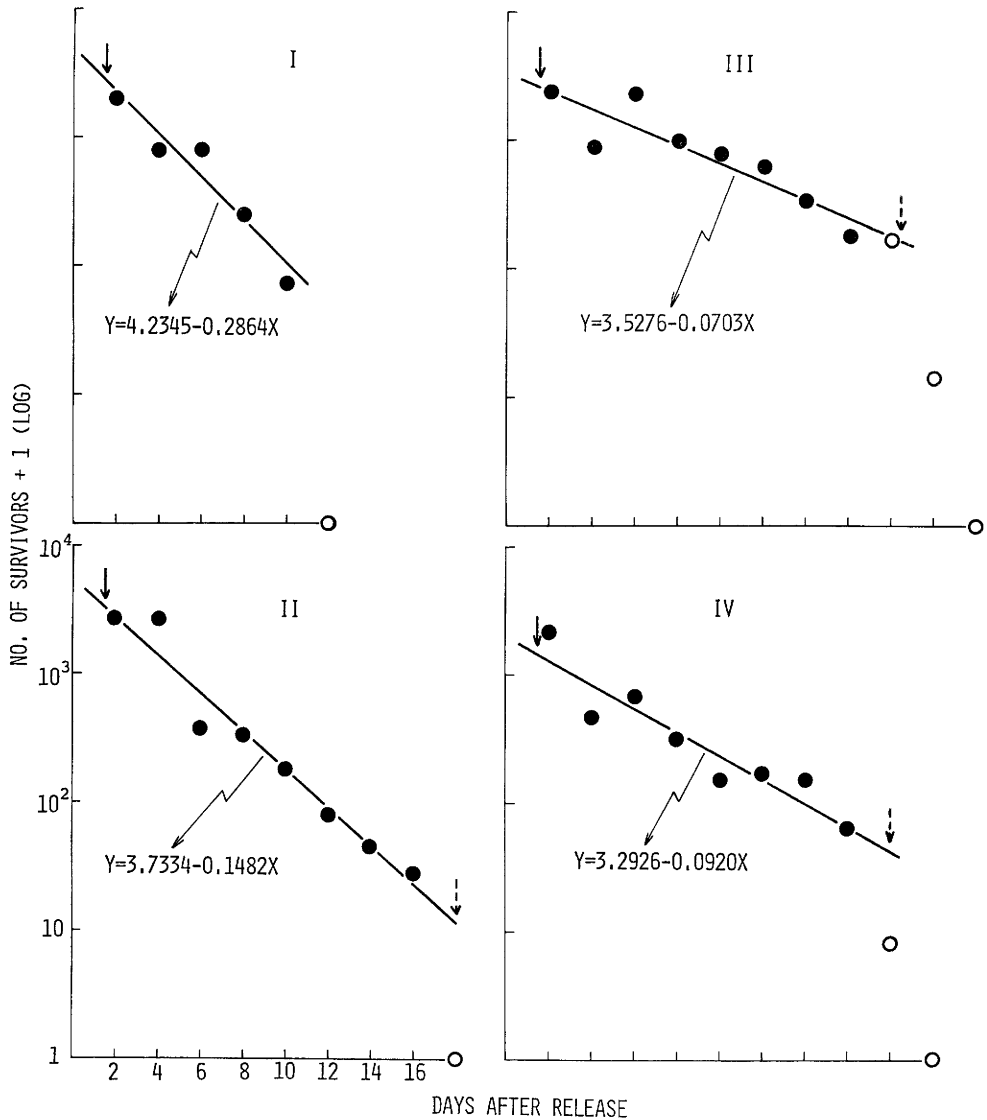 I
III
Y=4.2345-0.2864X
Y=3.5276-0.0703X
NO. OF SURVIVORS + 1 (LOG)
10⁴
10³
10²
10
1
II
IV
Y=3.7334-0.1482X
Y=3.2926-0.0920X
2 4 6 8 10 12 14 16
DAYS AFTER RELEASE